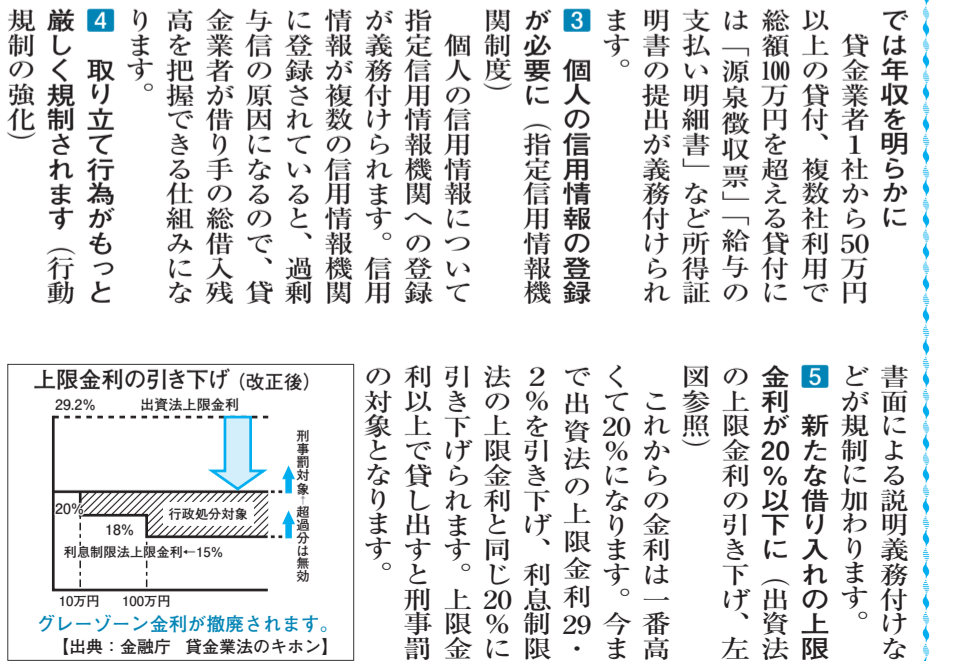 では年収を明らかに
貸金業者1社から50万円
以上の貸付、複数社利用で
総額100万円を超える貸付に
は「源泉徴収票」「給与の
支払い明細書」など所得証
明書の提出が義務付けられ
ます。
3 個人の信用情報の登録
が必要に（指定信用情報機
関制度）
個人の信用情報について
指定信用情報機関への登録
が義務付けられます。信用
情報が複数の信用情報機関
に登録されていると、過剰
与信の原因になるので、貸
金業者が借り手の総借入残
高を把握できる仕組みにな
ります。
4 取り立て行為がもっと
厳しく規制されます（行動
規制の強化）
書面による説明義務付けな
どが規制に加わります。
5 新たな借り入れの上限
金利が20％以下に（出資法
の上限金利の引き下げ、左
図参照）
これからの金利は一番高
くて20％になります。今ま
で出資法の上限金利29・
2％を引き下げ、利息制限
法の上限金利と同じ20％に
引き下げられます。上限金
利以上で貸し出すと刑事罰
の対象となります。
上限金利の引き下げ（改正後）
29.2%
出資法上限金利
刑事罰対象
超過分は無効
20%
行政処分対象
18%
利息制限法上限金利←15%
10万円
100万円
グレーゾーン金利が撤廃されます。
【出典：金融庁　貸金業法のキホン】